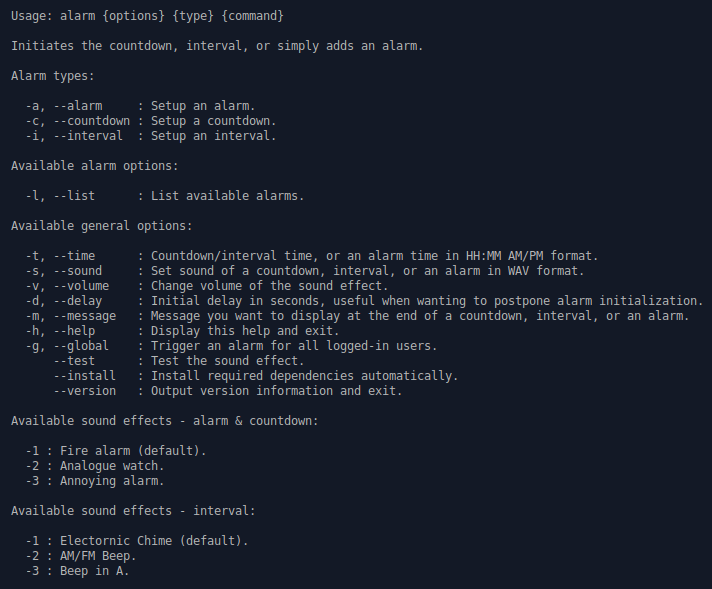 Usage: alarm {options} {type} {command}
Initiates the countdown, interval, or simply adds an alarm.
Alarm types:
-a, --alarm     : Setup an alarm.
-c, --countdown : Setup a countdown.
-i, --interval  : Setup an interval.
Available alarm options:
-l, --list      : List available alarms.
Available general options:
-t, --time      : Countdown/interval time, or an alarm time in HH:MM AM/PM format.
-s, --sound     : Set sound of a countdown, interval, or an alarm in WAV format.
-v, --volume    : Change volume of the sound effect.
-d, --delay     : Initial delay in seconds, useful when wanting to postpone alarm initialization.
-m, --message   : Message you want to display at the end of a countdown, interval, or an alarm.
-h, --help      : Display this help and exit.
-g, --global    : Trigger an alarm for all logged-in users.
--test      : Test the sound effect.
--install   : Install required dependencies automatically.
--version   : Output version information and exit.
Available sound effects - alarm & countdown:
-1 : Fire alarm (default).
-2 : Analogue watch.
-3 : Annoying alarm.
Available sound effects - interval:
-1 : Electornic Chime (default).
-2 : AM/FM Beep.
-3 : Beep in A.